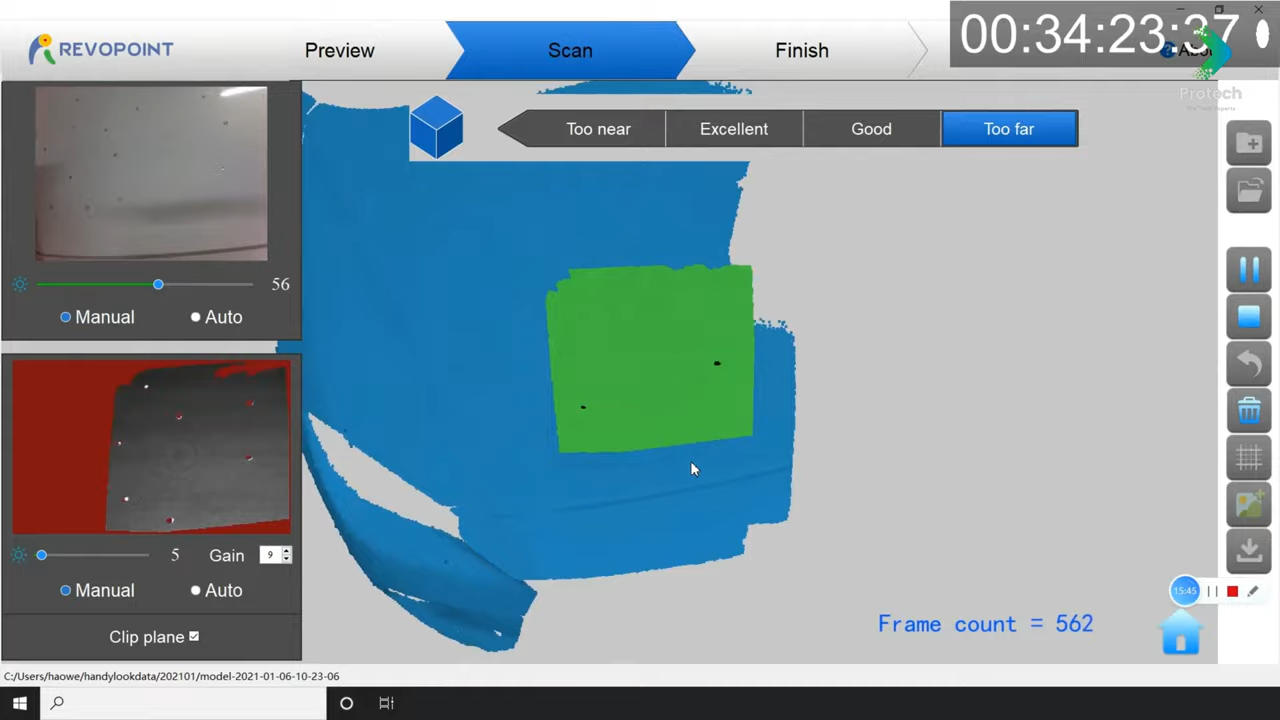 REVOPOINT
Preview
Scan
Finish
00:34:23:37
Protech
Too near
Excellent
Good
Too far
56
Manual
Auto
5
Gain
9
Manual
Auto
Clip plane
15:45
Frame count = 562
C:/Users/haowe/handylookdata/202101/model-2021-01-06-10-23-06